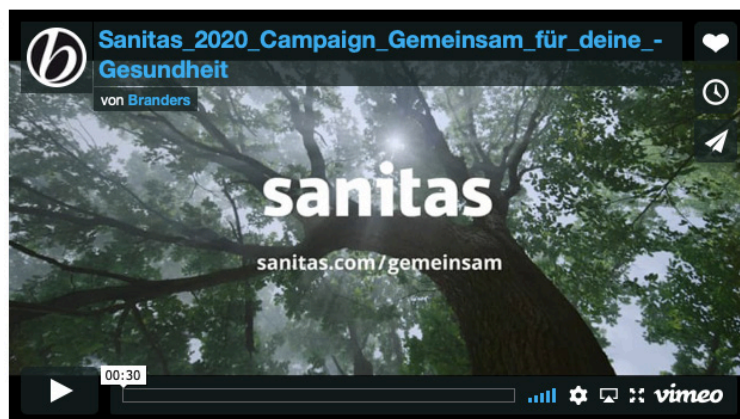 Sanitas_2020_Campaign_Gemeinsam_für_deine_-
Gesundheit
b
von Branders
sanitas
sanitas.com/gemeinsam
00:30
vimeo